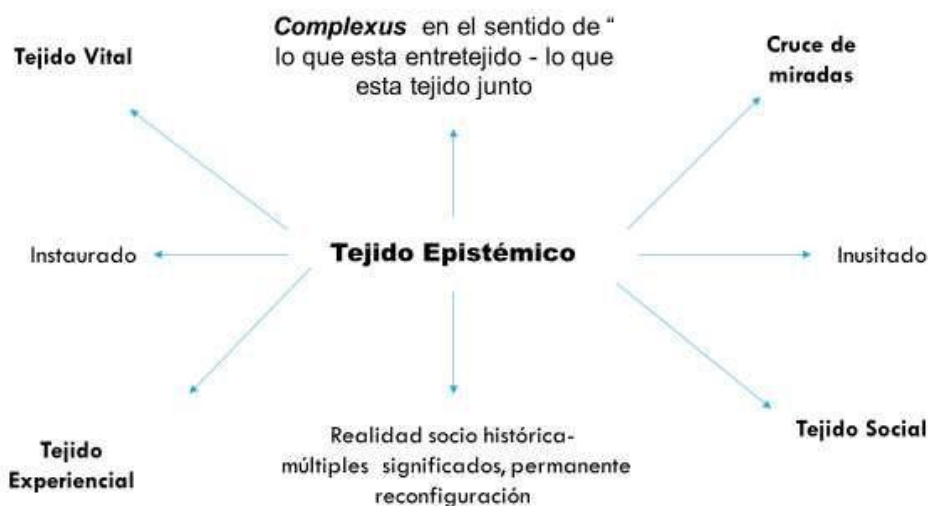 Tejido Vital
Complexus en el sentido de “
lo que esta entretejido - lo que
esta tejido junto
Cruce de
miradas
Instaurado
Tejido Epistémico
Inusitado
Tejido
Experiencial
Realidad socio histórica-
múltiples significados, permanente
reconfiguración
Tejido Social